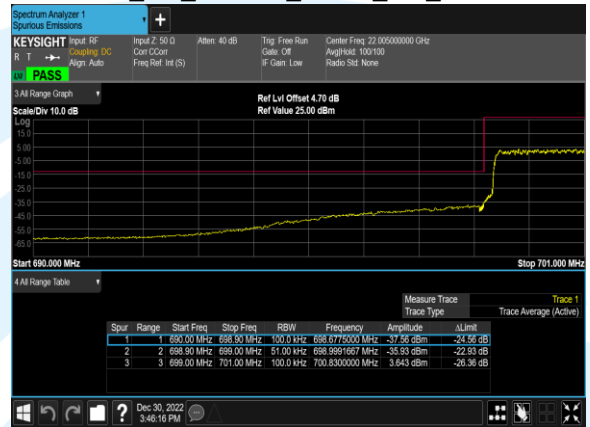 Spectrum Analyzer 1
Spurious Emissions
KEYSIGHT Input: RF Input Z: 50 Ω Atten: 40 dB Trig: Free Run Center Freq: 22.005000000 GHz
R T Coupling: DC Corr CCorr Gate: Off Avg|Hold: 100/100
Align: Auto Freq Ref: Int (S) IF Gain: Low Radio Std: None
PASS
3 All Range Graph
Ref Lvl Offset 4.70 dB
Scale/Div 10.0 dB Ref Value 25.00 dBm
Log
15.0
5.00
-5.00
-15.0
-25.0
-35.0
-45.0
-55.0
-65.0
Start 690.000 MHz Stop 701.000 MHz
4 All Range Table
Measure Trace Trace 1
Trace Type Trace Average (Active)
Spur Range Start Freq Stop Freq RBW Frequency Amplitude ΔLimit
1 1 690.00 MHz 698.90 MHz 100.0 kHz 698.6775000 MHz -37.56 dBm -24.56 dB
2 2 698.90 MHz 699.00 MHz 51.00 kHz 698.9991667 MHz -35.93 dBm -22.93 dB
3 3 699.00 MHz 701.00 MHz 100.0 kHz 700.8300000 MHz 3.643 dBm -26.36 dB
Dec 30, 2022
3:46:16 PM